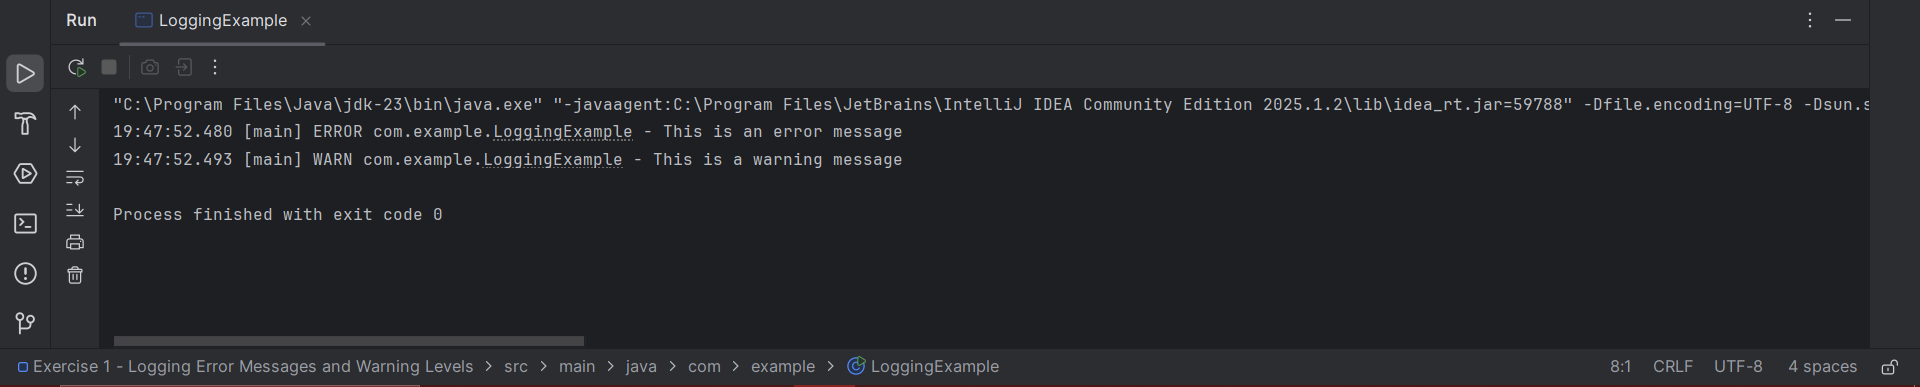 Run LoggingExample
"C:\Program Files\Java\jdk-23\bin\java.exe" "-javaagent:C:\Program Files\JetBrains\IntelliJ IDEA Community Edition 2025.1.2\lib\idea_rt.jar=59788" -Dfile.encoding=UTF-8 -Dsun.s
19:47:52.480 [main] ERROR com.example.LoggingExample - This is an error message
19:47:52.493 [main] WARN com.example.LoggingExample - This is a warning message
Process finished with exit code 0
Exercise 1 - Logging Error Messages and Warning Levels > src > main > java > com > example > LoggingExample 8:1 CRLF UTF-8 4 spaces